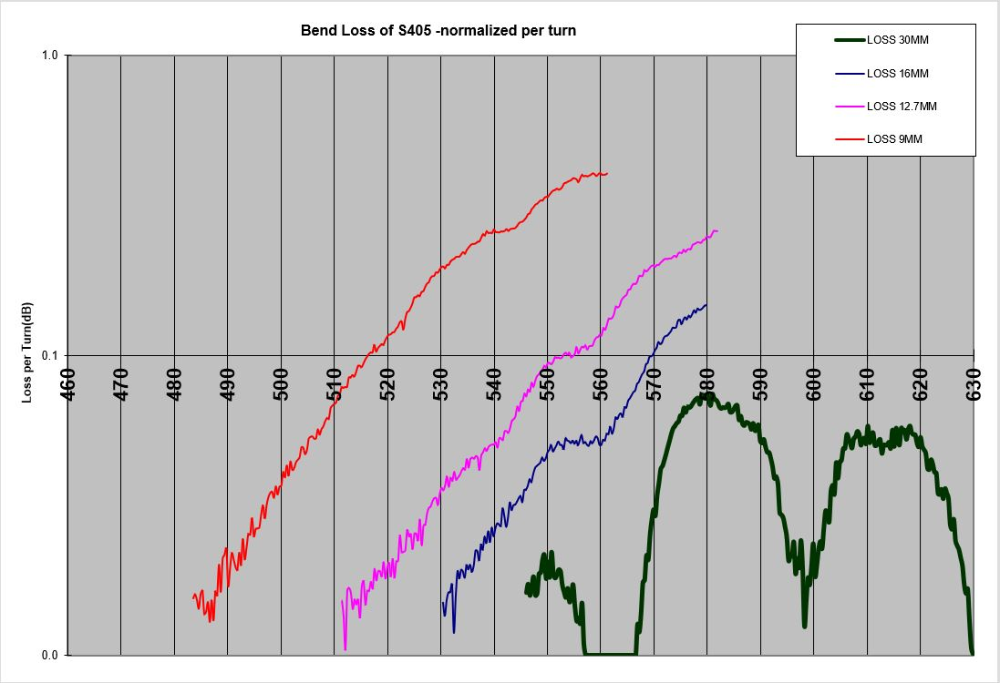 Bend Loss of S405 -normalized per turn
LOSS 30MM
LOSS 16MM
LOSS 12.7MM
LOSS 9MM
Loss per Turn(dB)
1.0
0.1
0.0
460 470 480 490 500 510 520 530 540 550 560 570 580 590 600 610 620 630